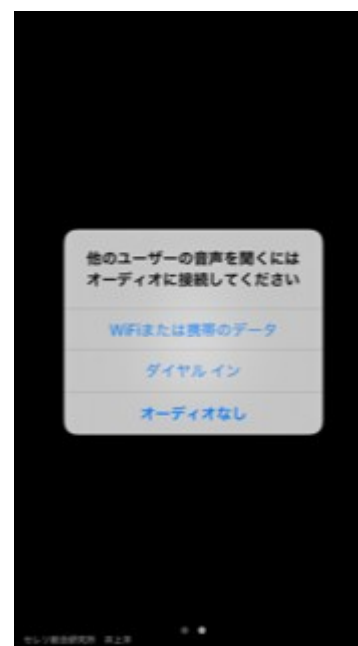 他のユーザーの音声を聞くには
オーディオに接続してください
WiFiまたは携帯のデータ
ダイヤル イン
オーディオなし